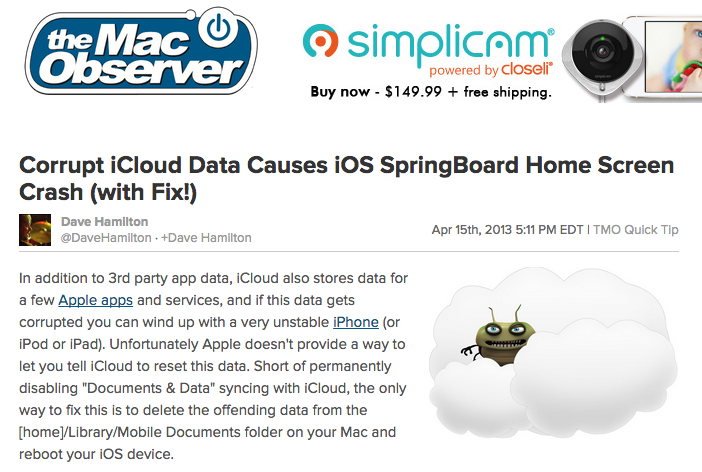 the Mac
Observer
simplicam®
powered by closeli®
Buy now - $149.99 + free shipping.
Corrupt iCloud Data Causes iOS SpringBoard Home Screen
Crash (with Fix!)
Dave Hamilton
@DaveHamilton · +Dave Hamilton
Apr 15th, 2013 5:11 PM EDT | TMO Quick Tip
In addition to 3rd party app data, iCloud also stores data for
a few Apple apps and services, and if this data gets
corrupted you can wind up with a very unstable iPhone (or
iPod or iPad). Unfortunately Apple doesn't provide a way to
let you tell iCloud to reset this data. Short of permanently
disabling "Documents & Data" syncing with iCloud, the only
way to fix this is to delete the offending data from the
[home]/Library/Mobile Documents folder on your Mac and
reboot your iOS device.